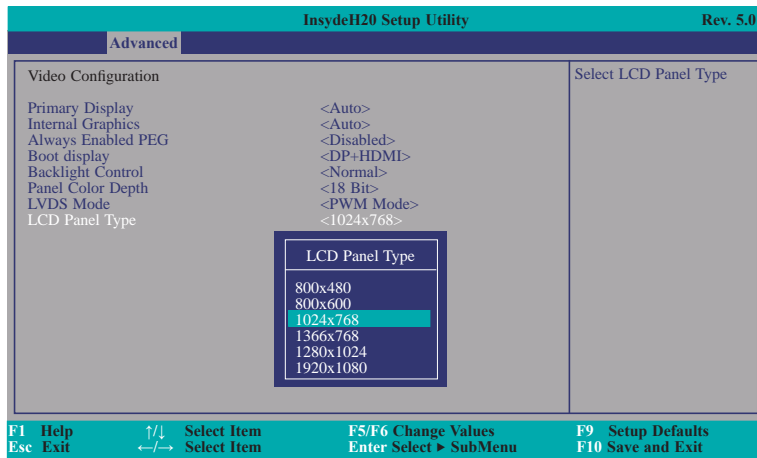 InsydeH20 Setup Utility Rev. 5.0
Advanced
Video Configuration
Select LCD Panel Type
Primary Display <Auto>
Internal Graphics <Auto>
Always Enabled PEG <Disabled>
Boot display <DP+HDMI>
Backlight Control <Normal>
Panel Color Depth <18 Bit>
LVDS Mode <PWM Mode>
LCD Panel Type <1024x768>
LCD Panel Type
800x480
800x600
1024x768
1366x768
1280x1024
1920x1080
F1 Help ↑/↓ Select Item F5/F6 Change Values F9 Setup Defaults
Esc Exit ←/→ Select Item Enter Select ► SubMenu F10 Save and Exit